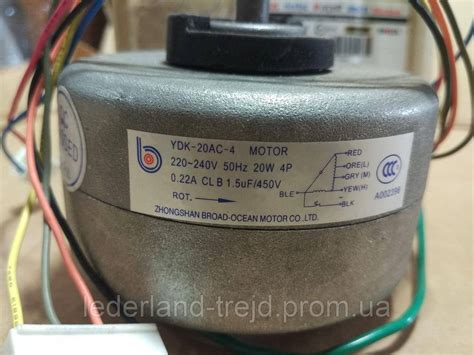 YDK-20AC-4 MOTOR
220-240V 50Hz 20W 4P
0.22A CL B 1.5uF/450V
ROT.
RED
ORE(L)
GRY (M)
YEW(H)
BLK
BLE
A002398
ZHONGSHAN BROAD-OCEAN MOTOR CO.,LTD.
lederland-trejd.prom.ua